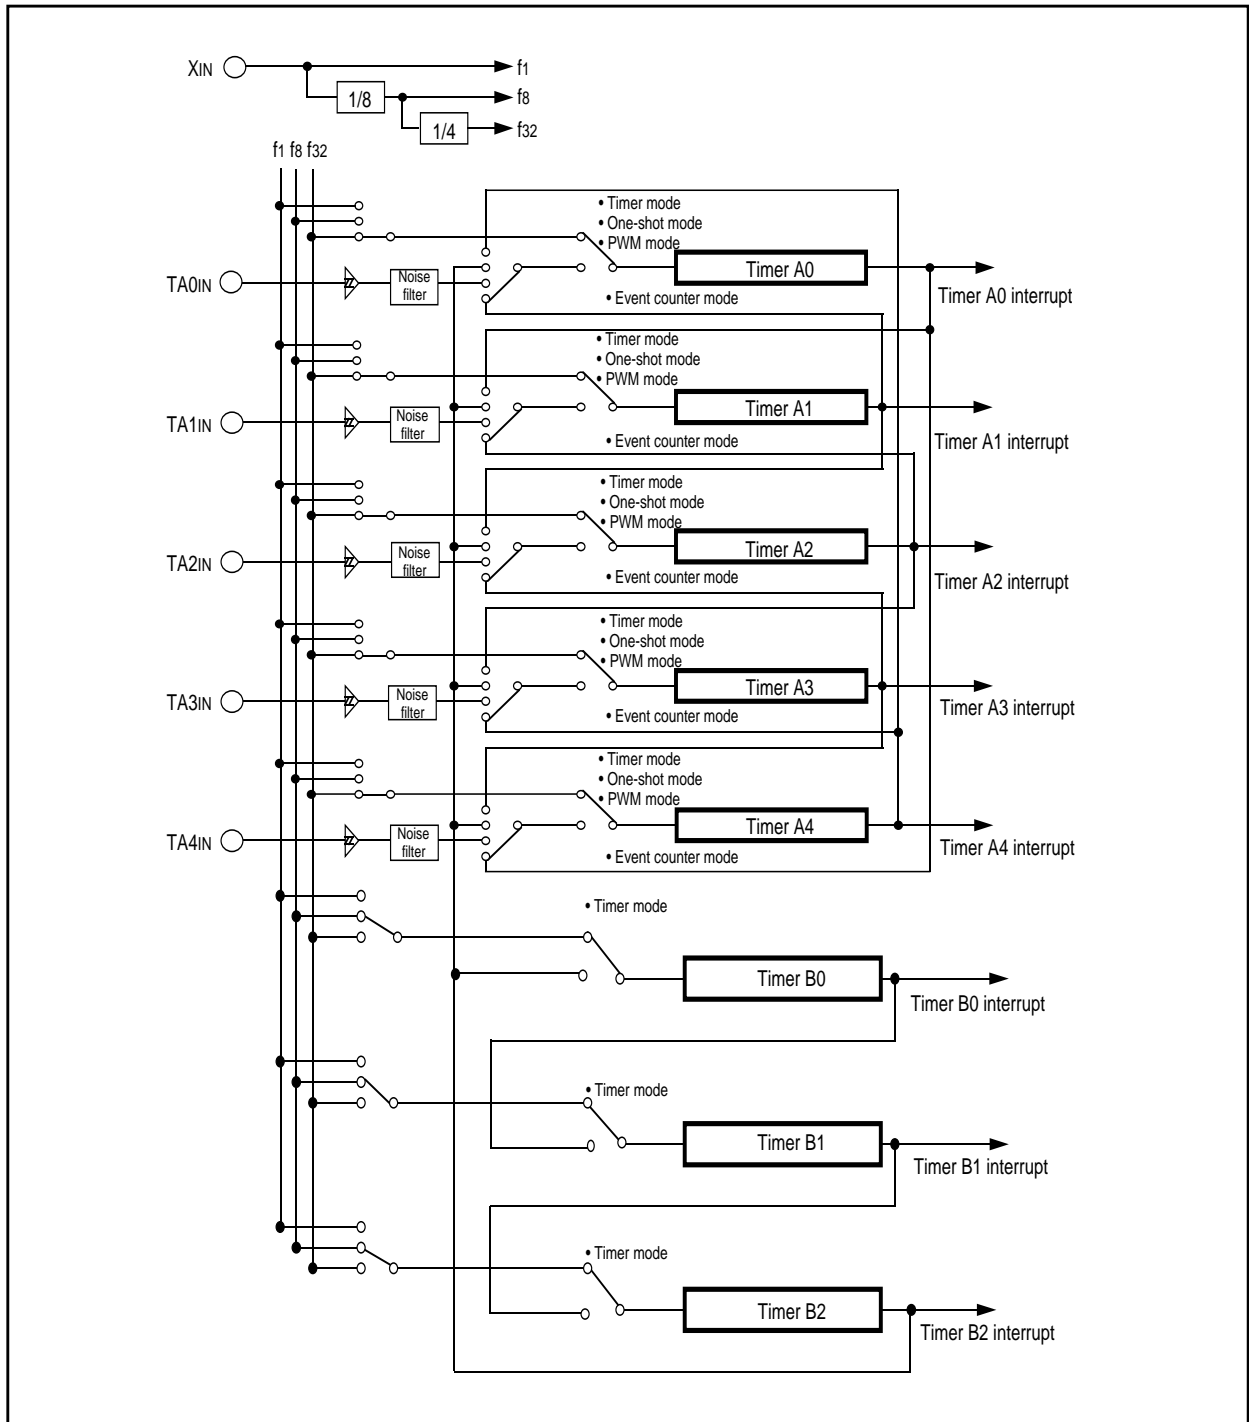 XIN
f1
1/8
f8
1/4
f32
f1 f8 f32
• Timer mode
• One-shot mode
• PWM mode
TA0IN
Noise
filter
Timer A0
• Event counter mode
Timer A0 interrupt
• Timer mode
• One-shot mode
• PWM mode
TA1IN
Noise
filter
Timer A1
• Event counter mode
Timer A1 interrupt
• Timer mode
• One-shot mode
• PWM mode
TA2IN
Noise
filter
Timer A2
• Event counter mode
Timer A2 interrupt
• Timer mode
• One-shot mode
• PWM mode
TA3IN
Noise
filter
Timer A3
• Event counter mode
Timer A3 interrupt
• Timer mode
• One-shot mode
• PWM mode
TA4IN
Noise
filter
Timer A4
• Event counter mode
Timer A4 interrupt
• Timer mode
Timer B0
Timer B0 interrupt
• Timer mode
Timer B1
Timer B1 interrupt
• Timer mode
Timer B2
Timer B2 interrupt